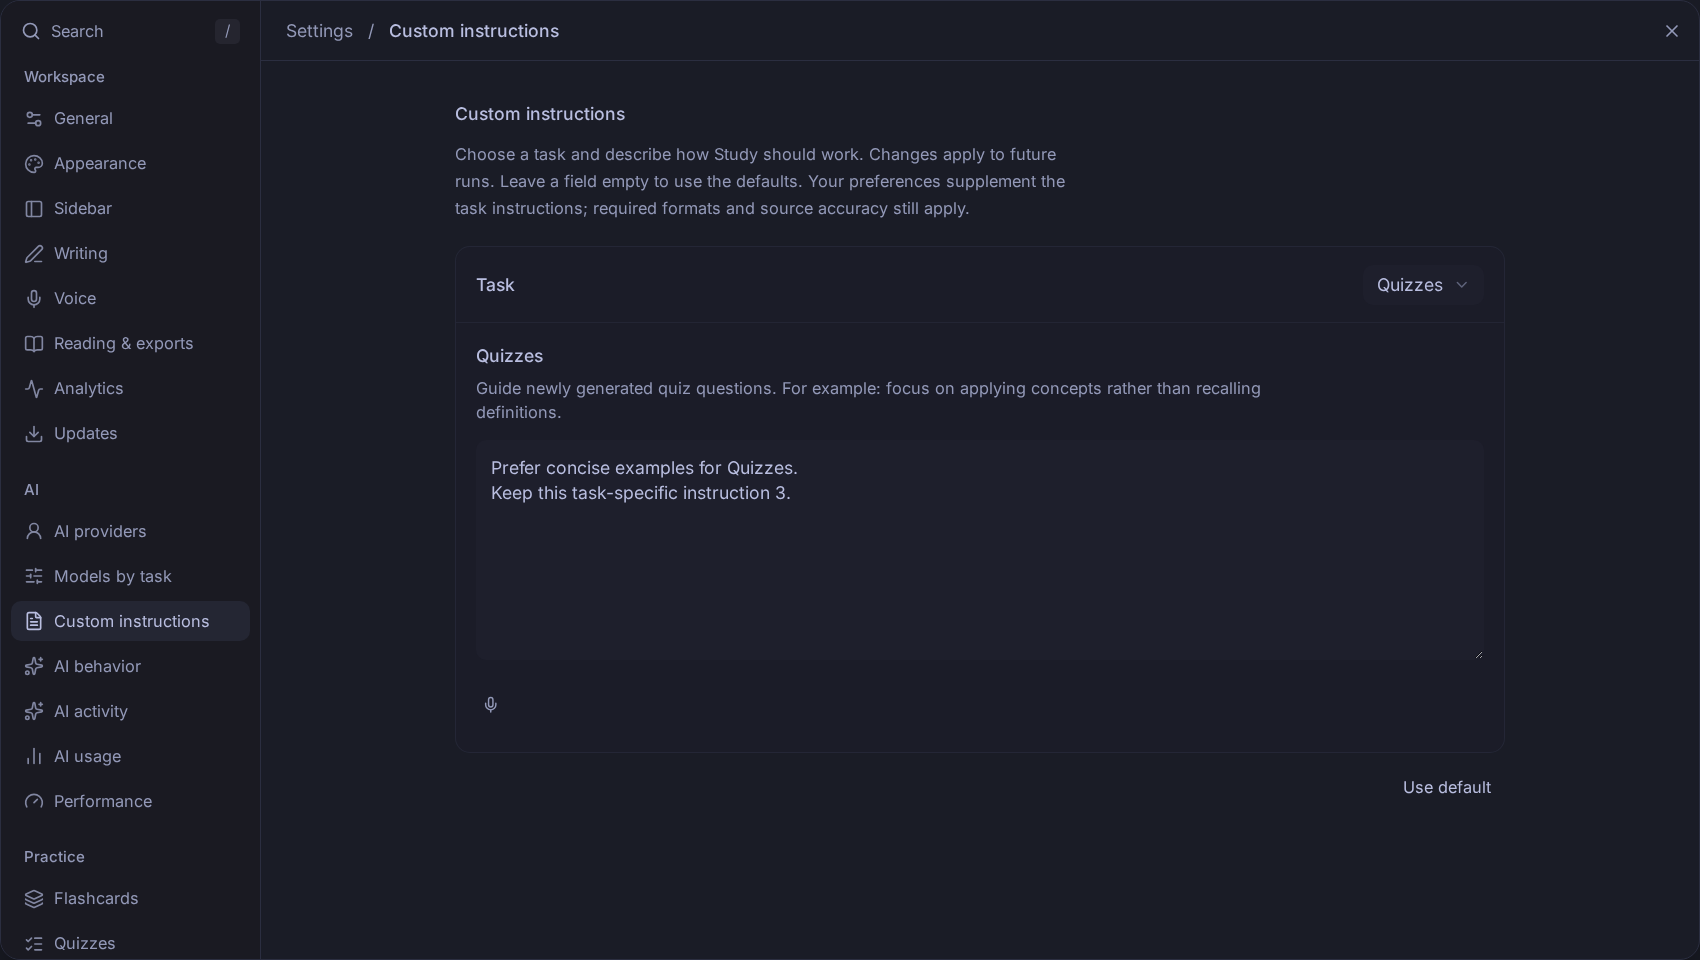 Search /
Workspace
General
Appearance
Sidebar
Writing
Voice
Reading & exports
Analytics
Updates
AI
AI providers
Models by task
Custom instructions
AI behavior
AI activity
AI usage
Performance
Practice
Flashcards
Quizzes
Settings / Custom instructions
Custom instructions
Choose a task and describe how Study should work. Changes apply to future
runs. Leave a field empty to use the defaults. Your preferences supplement the
task instructions; required formats and source accuracy still apply.
Task Quizzes
Quizzes
Guide newly generated quiz questions. For example: focus on applying concepts rather than recalling
definitions.
Prefer concise examples for Quizzes.
Keep this task-specific instruction 3.
Use default